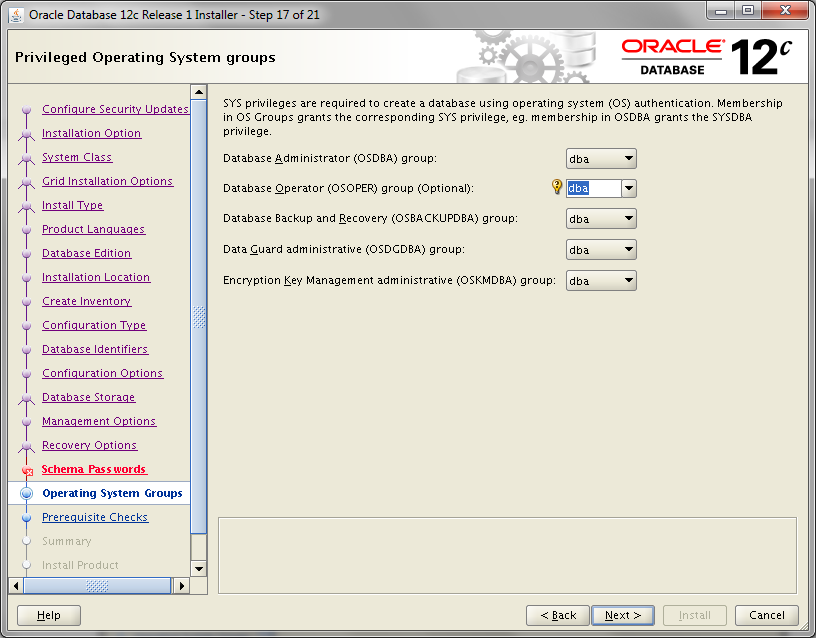 Oracle Database 12c Release 1 Installer - Step 17 of 21
Privileged Operating System groups
ORACLE
DATABASE
12c
Configure Security Updates
Installation Option
System Class
Grid Installation Options
Install Type
Product Languages
Database Edition
Installation Location
Create Inventory
Configuration Type
Database Identifiers
Configuration Options
Database Storage
Management Options
Recovery Options
Schema Passwords
Operating System Groups
Prerequisite Checks
Summary
Install Product
SYS privileges are required to create a database using operating system (OS) authentication. Membership
in OS Groups grants the corresponding SYS privilege, eg. membership in OSDBA grants the SYSDBA
privilege.
Database Administrator (OSDBA) group: dba
Database Operator (OSOPER) group (Optional): dba
Database Backup and Recovery (OSBACKUPDBA) group: dba
Data Guard administrative (OSDGDBA) group: dba
Encryption Key Management administrative (OSKMDBA) group: dba
Help
< Back
Next >
Install
Cancel